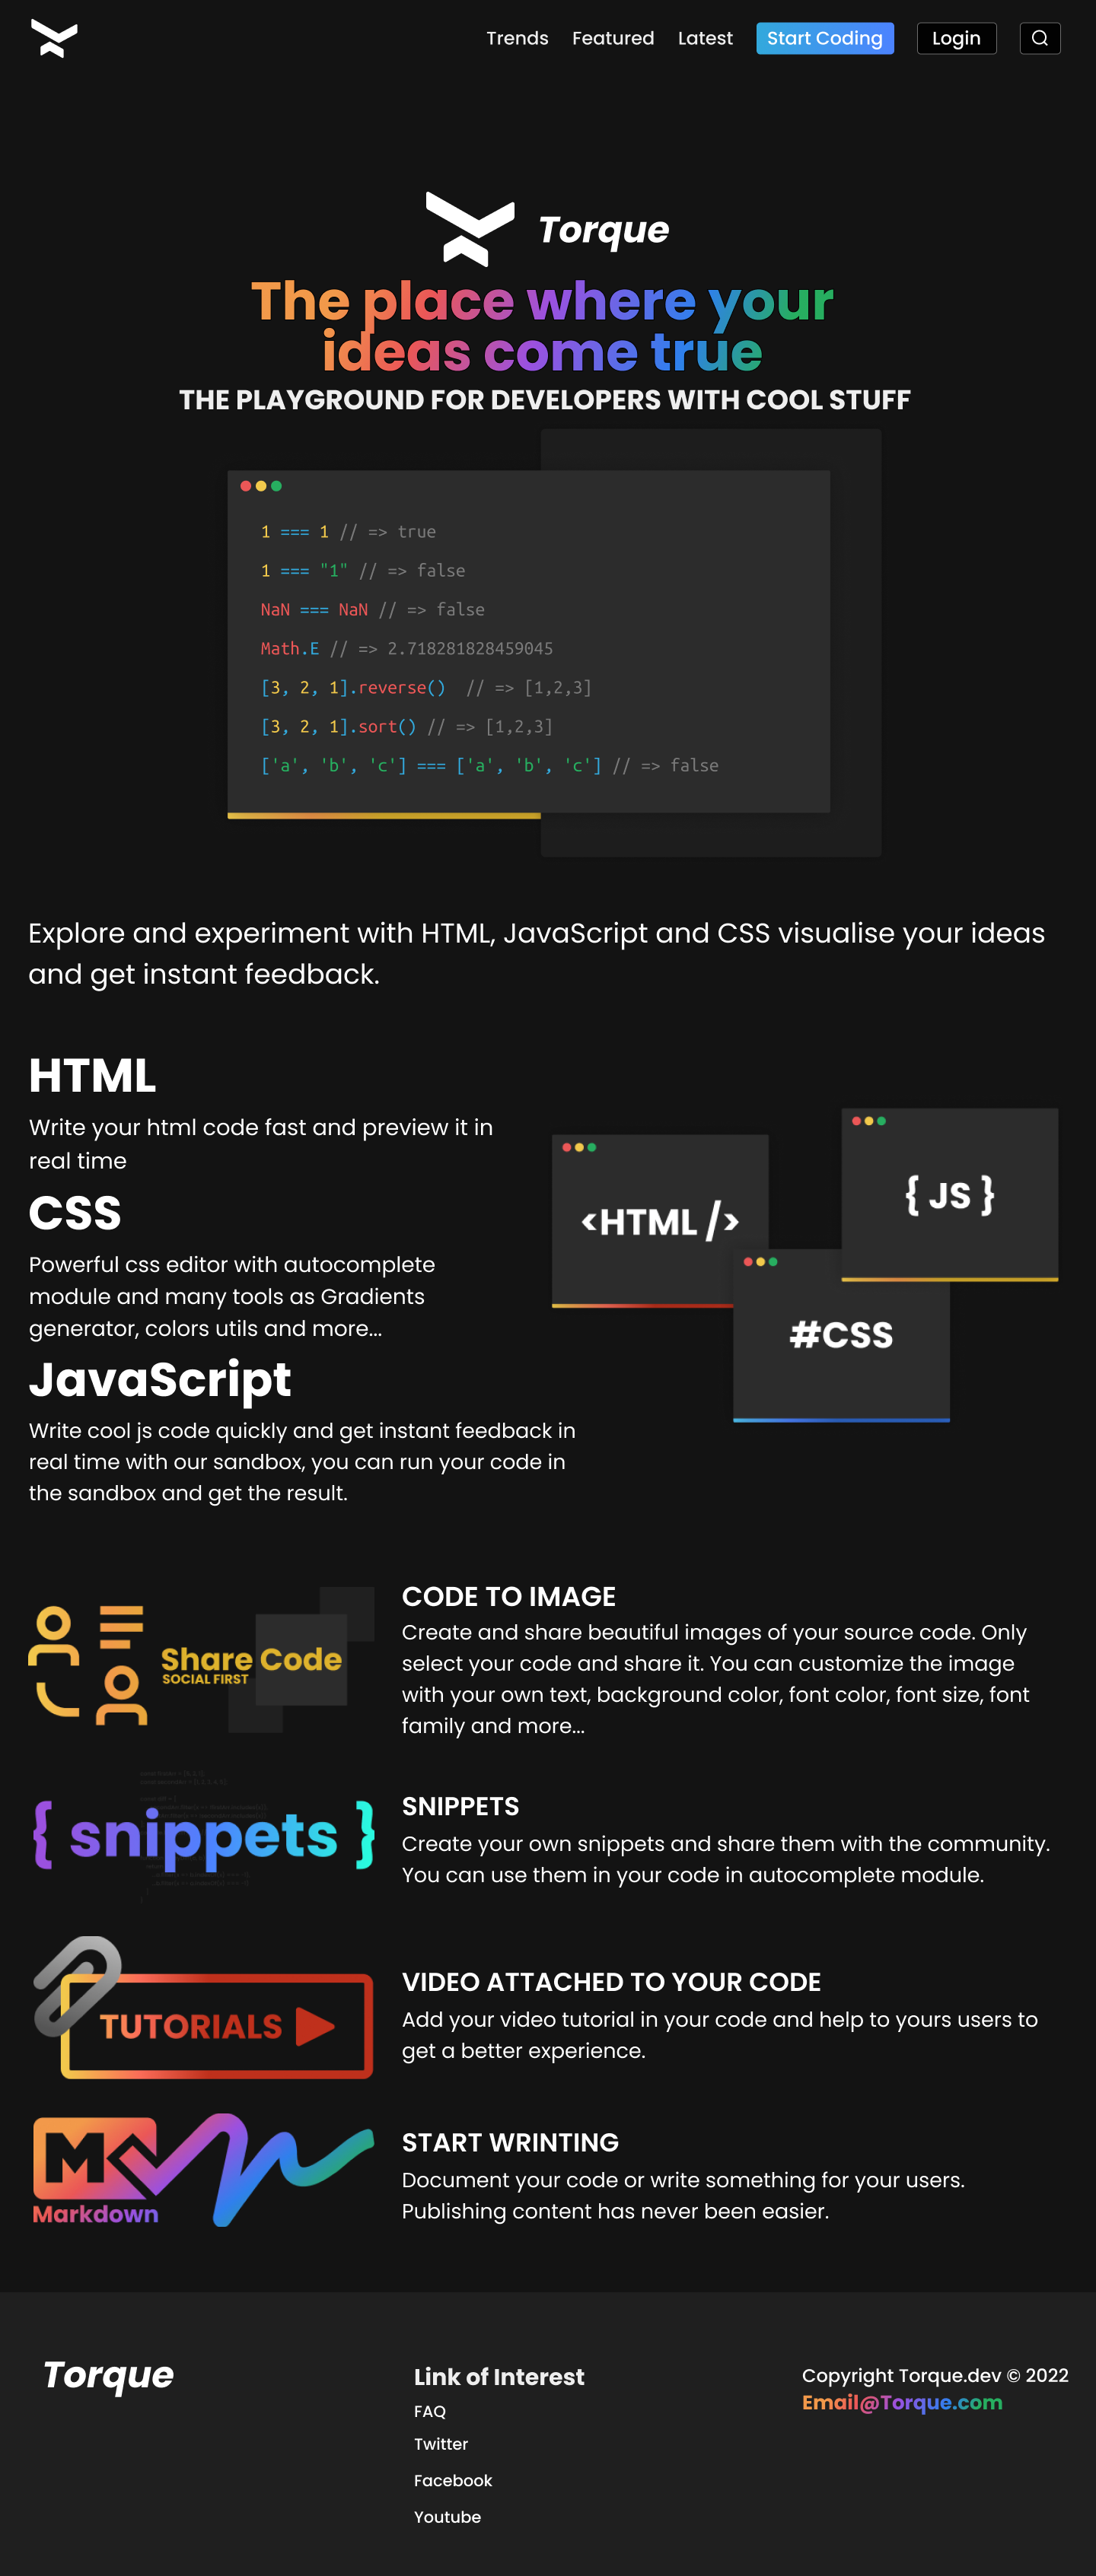 Trends Featured Latest Start Coding Login
Torque
The place where your
ideas come true
THE PLAYGROUND FOR DEVELOPERS WITH COOL STUFF
1 === 1 // => true
1 === "1" // => false
NaN === NaN // => false
Math.E // => 2.718281828459045
[3, 2, 1].reverse() // => [1,2,3]
[3, 2, 1].sort() // => [1,2,3]
['a', 'b', 'c'] === ['a', 'b', 'c'] // => false
Explore and experiment with HTML, JavaScript and CSS visualise your ideas
and get instant feedback.
HTML
Write your html code fast and preview it in
real time
CSS
Powerful css editor with autocomplete
module and many tools as Gradients
generator, colors utils and more...
JavaScript
Write cool js code quickly and get instant feedback in
real time with our sandbox, you can run your code in
the sandbox and get the result.
<HTML />
{ JS }
#CSS
Share Code
SOCIAL FIRST
CODE TO IMAGE
Create and share beautiful images of your source code. Only
select your code and share it. You can customize the image
with your own text, background color, font color, font size, font
family and more...
{ snippets }
SNIPPETS
Create your own snippets and share them with the community.
You can use them in your code in autocomplete module.
TUTORIALS
VIDEO ATTACHED TO YOUR CODE
Add your video tutorial in your code and help to yours users to
get a better experience.
M
Markdown
START WRINTING
Document your code or write something for your users.
Publishing content has never been easier.
Torque
Link of Interest
FAQ
Twitter
Facebook
Youtube
Copyright Torque.dev © 2022
Email@Torque.com